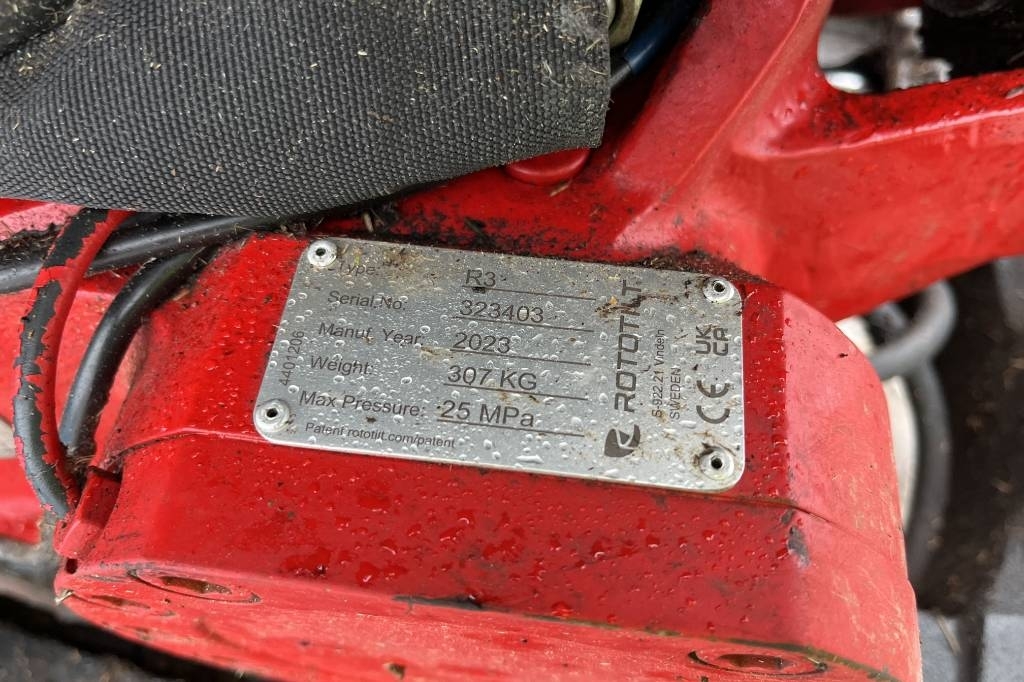 Type: R3
Serial.No: 323403
Manuf. Year: 2023
Weight: 307 KG
Max Pressure: 25 MPa
Patent rototilt.com/patent
4401206
ROTOTILT
S-922 21 Vindeln
SWEDEN
CE
UK
CA